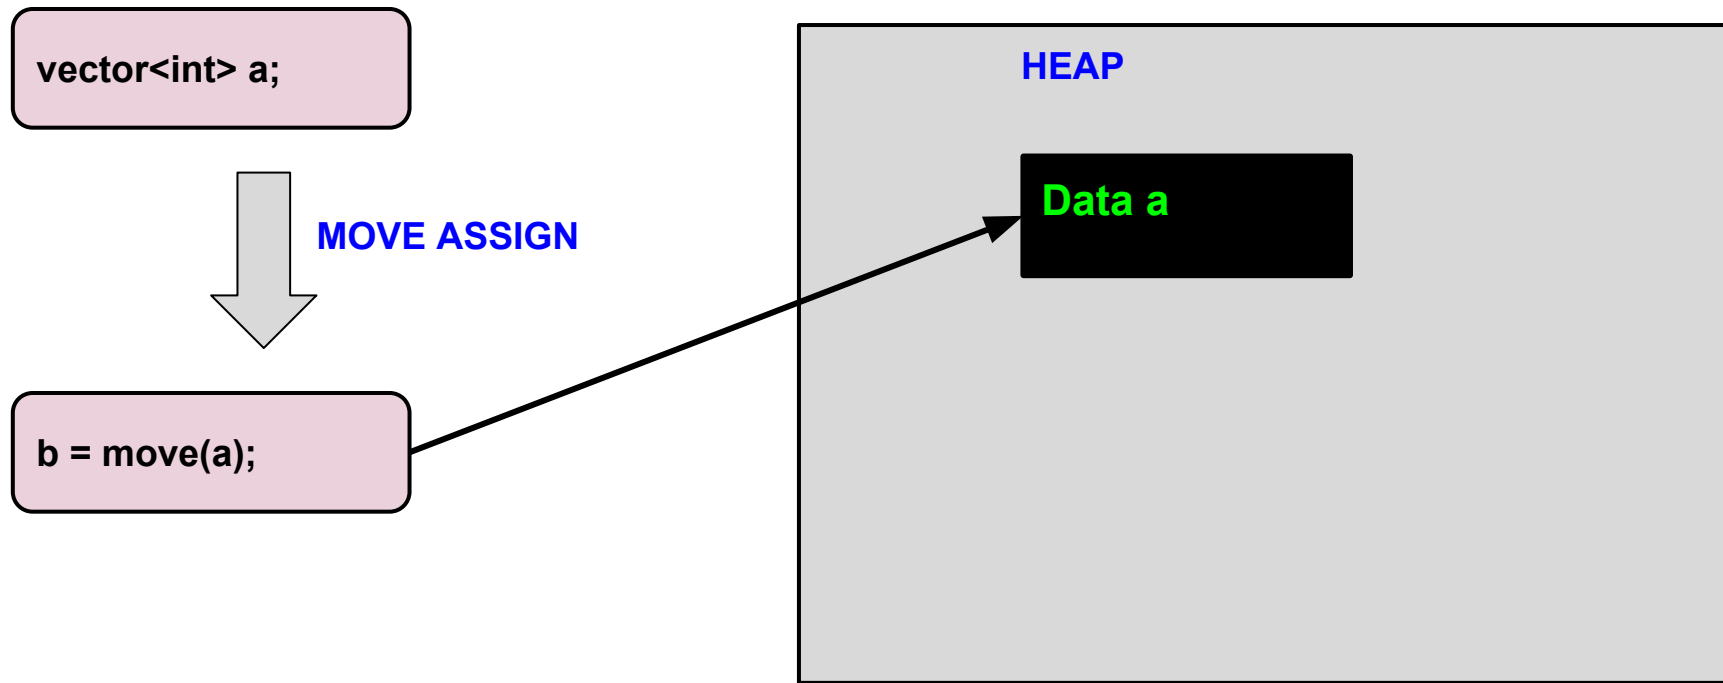 vector<int> a;
HEAP
Data a
MOVE ASSIGN
b = move(a);